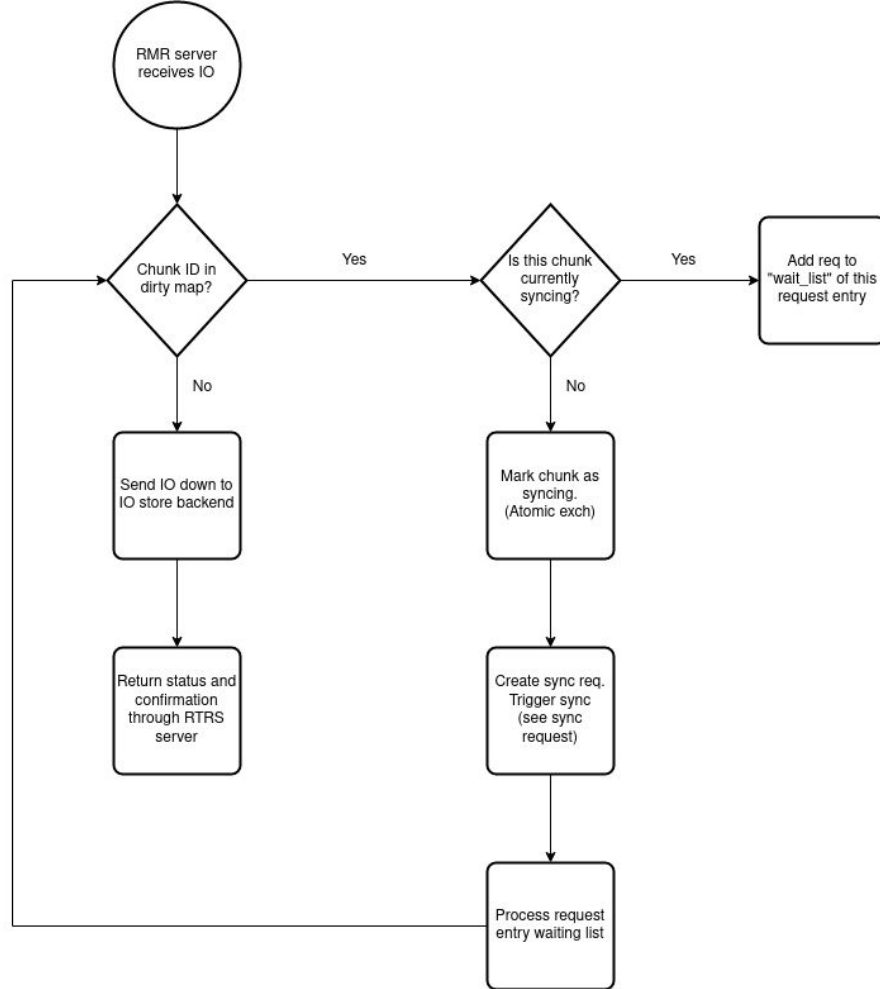 RMR server
receives IO
Chunk ID in
dirty map?
Yes
Is this chunk
currently
syncing?
Yes
Add req to
"wait_list" of this
request entry
No
No
Send IO down to
IO store backend
Mark chunk as
syncing.
(Atomic exch)
Return status and
confirmation
through RTRS
server
Create sync req.
Trigger sync
(see sync
request)
Process request
entry waiting list